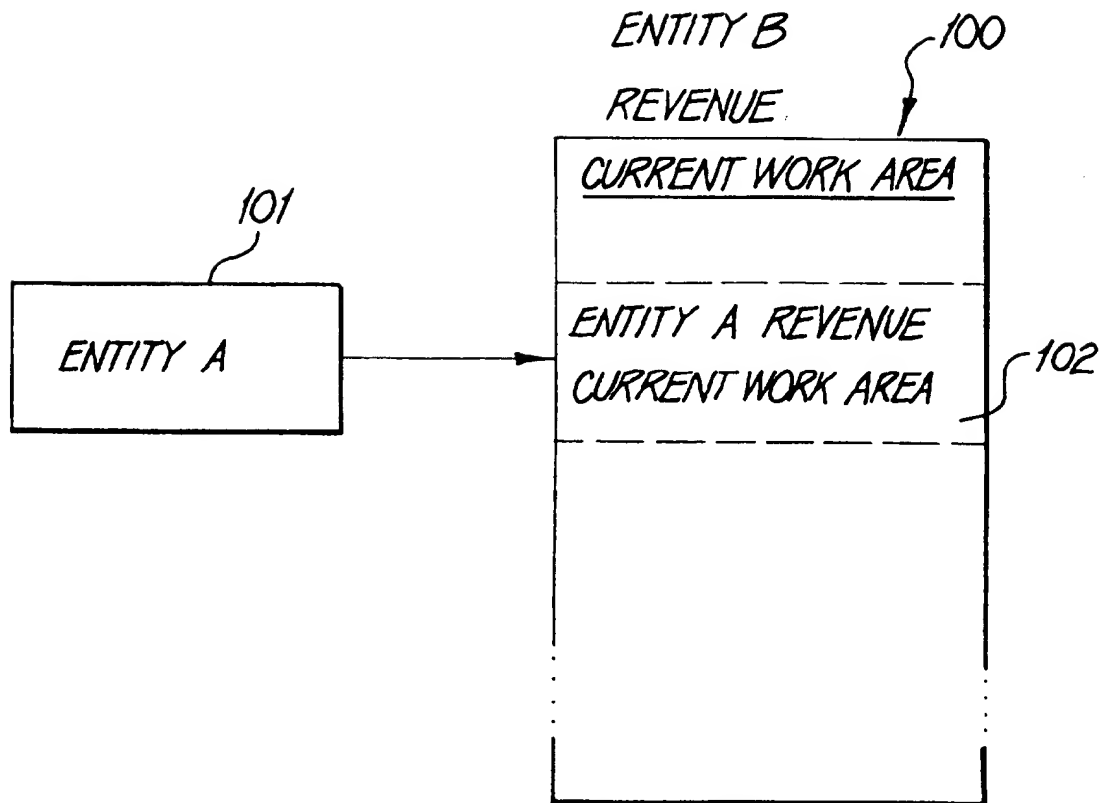 ENTITY B
100
REVENUE
CURRENT WORK AREA
101
ENTITY A
ENTITY A REVENUE
CURRENT WORK AREA
102